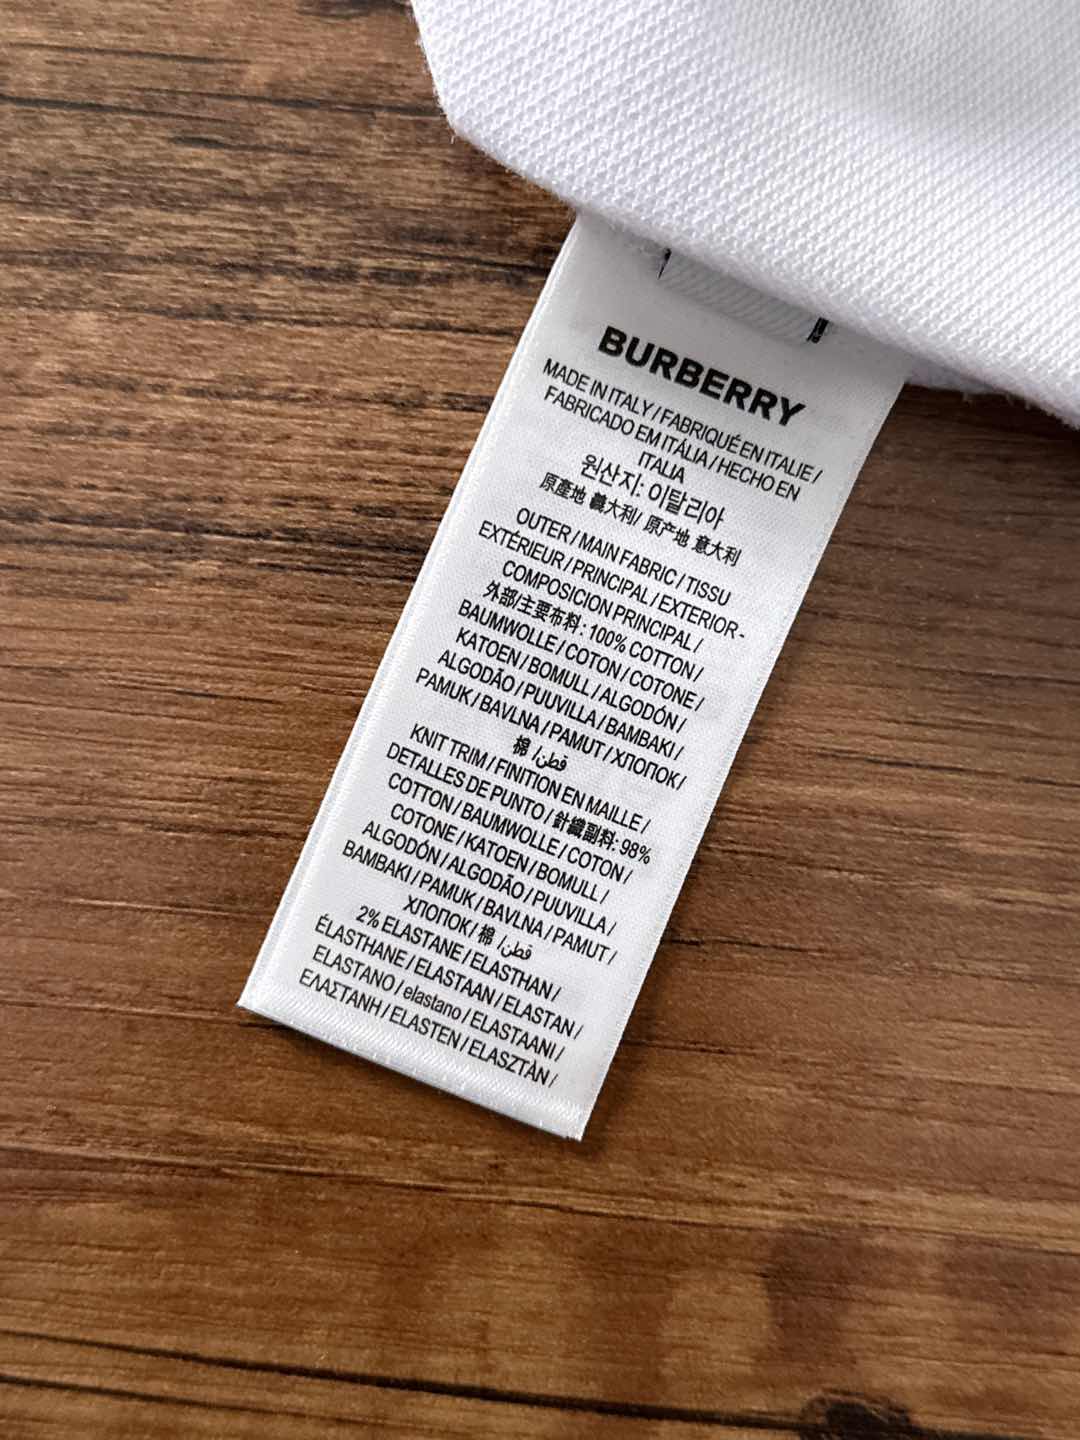 BURBERRY
MADE IN ITALY / FABRIQUÉ EN ITALIE /
FABRICADO EM ITÁLIA / HECHO EN
ITALIA
원산지: 이탈리아
原產地 義大利/ 原产地 意大利
OUTER / MAIN FABRIC / TISSU
EXTÉRIEUR / PRINCIPAL / EXTERIOR -
COMPOSICION PRINCIPAL /
外部/主要布料: 100% COTTON /
BAUMWOLLE / COTON / COTONE /
KATOEN / BOMULL / ALGODÓN /
ALGODÃO / PUUVILLA / BAMBAKI /
PAMUK / BAVLNA / PAMUT / ХЛОПОК /
棉 / قطن
KNIT TRIM / FINITION EN MAILLE /
DETALLES DE PUNTO / 針織副料: 98%
COTTON / BAUMWOLLE / COTON /
COTONE / KATOEN / BOMULL /
ALGODÓN / ALGODÃO / PUUVILLA /
BAMBAKI / PAMUK / BAVLNA / PAMUT /
ХЛОПОК / 棉 / قطن
2% ELASTANE / ELASTHAN /
ÉLASTHANE / ELASTAAN / ELASTAN /
ELASTANO / elastano / ELASTAANI /
ΕΛΑΣΤΑΝΗ / ELASTEN / ELASZTÀN /